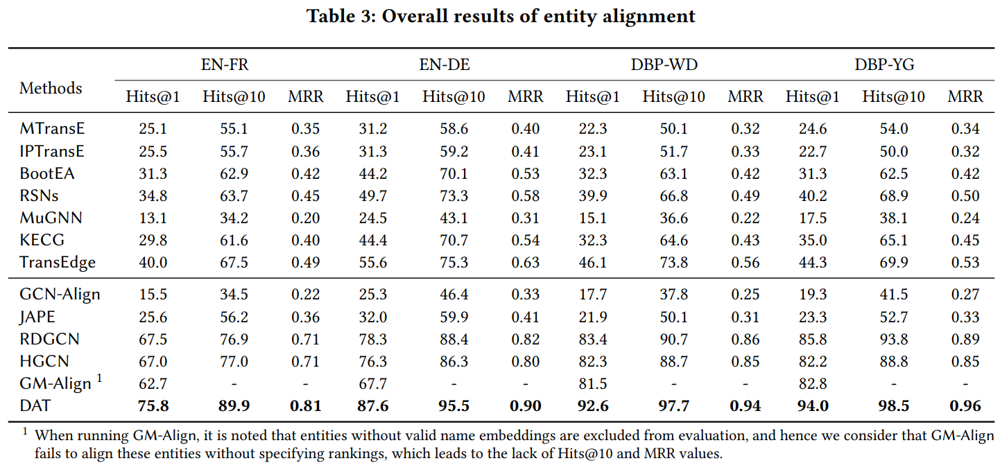 Table 3: Overall results of entity alignment
Methods EN-FR EN-DE DBP-WD DBP-YG
Hits@1 Hits@10 MRR Hits@1 Hits@10 MRR Hits@1 Hits@10 MRR Hits@1 Hits@10 MRR
MTransE 25.1 55.1 0.35 31.2 58.6 0.40 22.3 50.1 0.32 24.6 54.0 0.34
IPTransE 25.5 55.7 0.36 31.3 59.2 0.41 23.1 51.7 0.33 22.7 50.0 0.32
BootEA 31.3 62.9 0.42 44.2 70.1 0.53 32.3 63.1 0.42 31.3 62.5 0.42
RSNs 34.8 63.7 0.45 49.7 73.3 0.58 39.9 66.8 0.49 40.2 68.9 0.50
MuGNN 13.1 34.2 0.20 24.5 43.1 0.31 15.1 36.6 0.22 17.5 38.1 0.24
KECG 29.8 61.6 0.40 44.4 70.7 0.54 32.3 64.6 0.43 35.0 65.1 0.45
TransEdge 40.0 67.5 0.49 55.6 75.3 0.63 46.1 73.8 0.56 44.3 69.9 0.53
GCN-Align 15.5 34.5 0.22 25.3 46.4 0.33 17.7 37.8 0.25 19.3 41.5 0.27
JAPE 25.6 56.2 0.36 32.0 59.9 0.41 21.9 50.1 0.31 23.3 52.7 0.33
RDGCN 67.5 76.9 0.71 78.3 88.4 0.82 83.4 90.7 0.86 85.8 93.8 0.89
HGCN 67.0 77.0 0.71 76.3 86.3 0.80 82.3 88.7 0.85 82.2 88.8 0.85
GM-Align 1 62.7 - - 67.7 - - 81.5 - - 82.8 - -
DAT 75.8 89.9 0.81 87.6 95.5 0.90 92.6 97.7 0.94 94.0 98.5 0.96
1 When running GM-Align, it is noted that entities without valid name embeddings are excluded from evaluation, and hence we consider that GM-Align
fails to align these entities without specifying rankings, which leads to the lack of Hits@10 and MRR values.